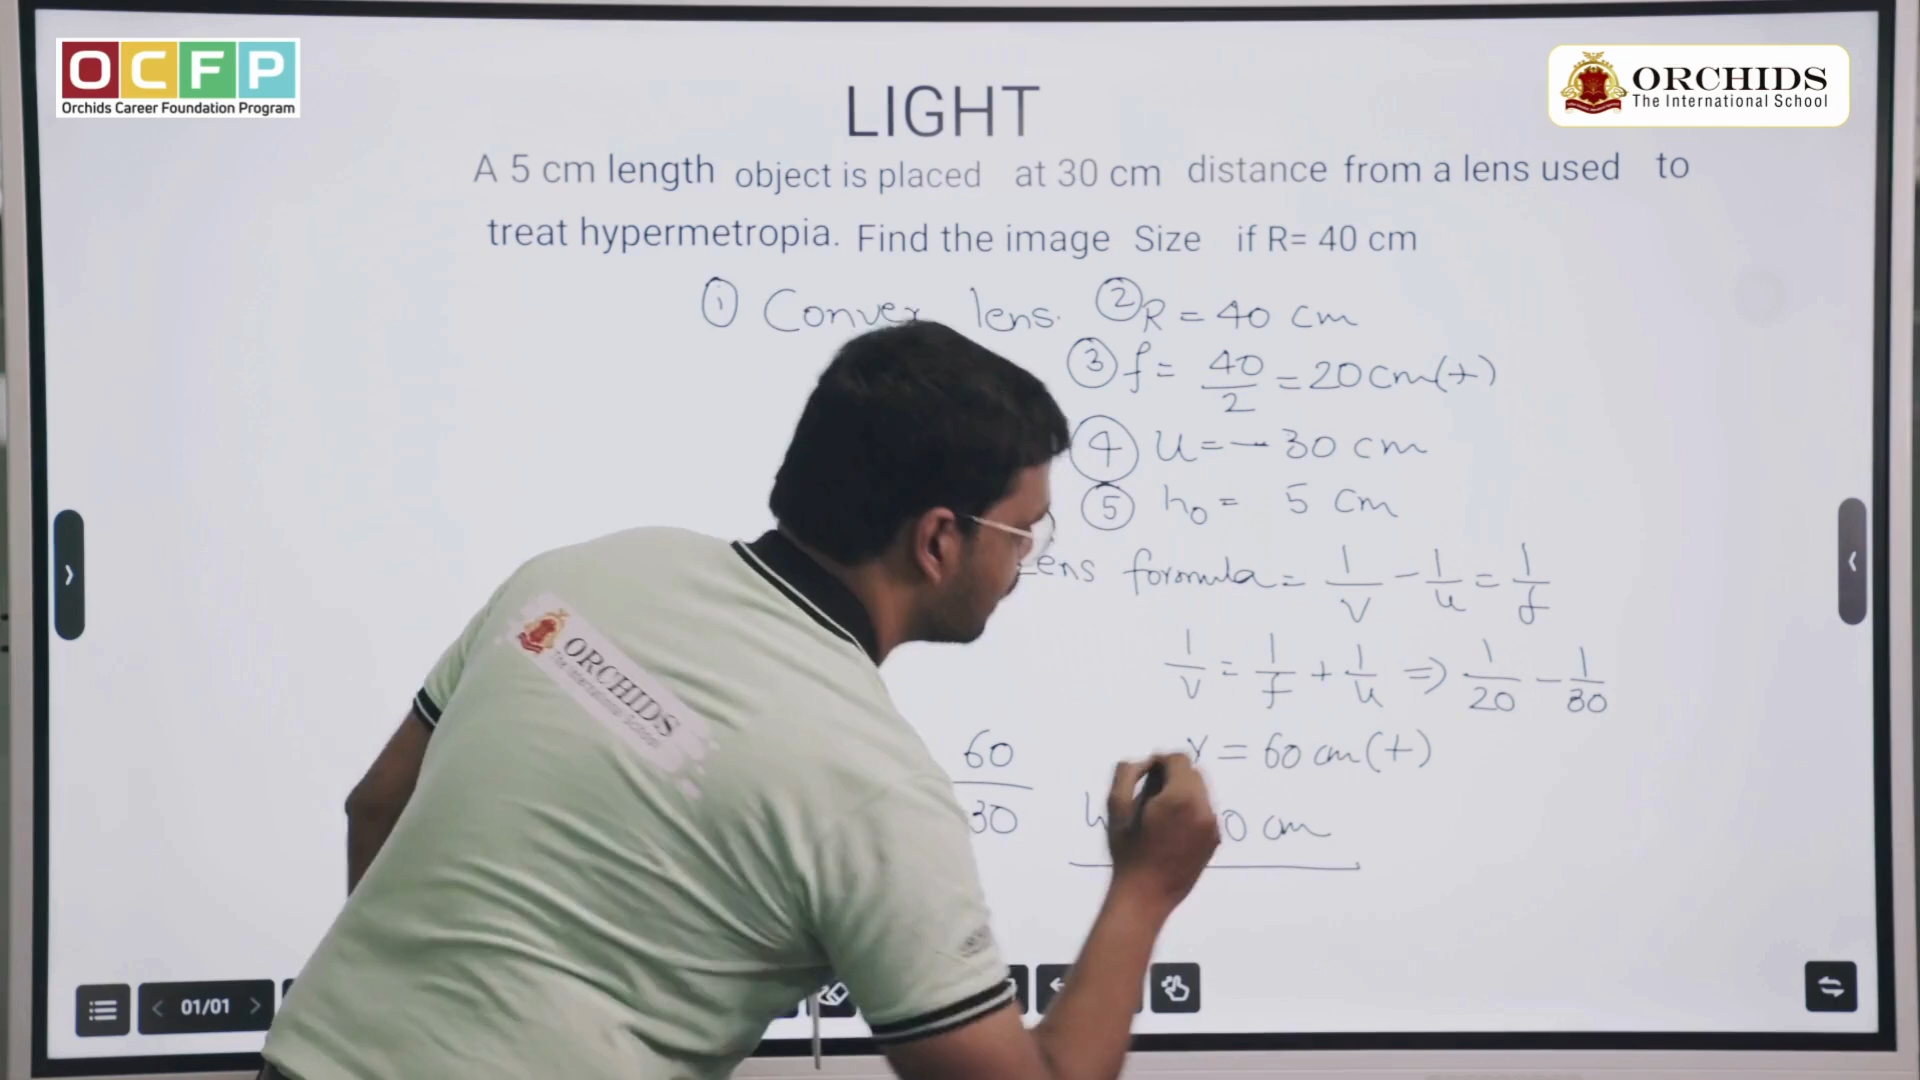 OCFP
Orchids Career Foundation Program
ORCHIDS
The International School
LIGHT
A 5 cm length object is placed at 30 cm distance from a lens used to
treat hypermetropia. Find the image Size if R= 40 cm
① Convex lens. ② R = 40 cm
③ f = 40/2 = 20 cm (+)
④ u = - 30 cm
⑤ h₀ = 5 cm
formula = 1/v - 1/u = 1/f
1/v = 1/f + 1/u ⇒ 1/20 - 1/30
v = 60 cm (+)
60
30
cm
ORCHIDS
The International School
01/01